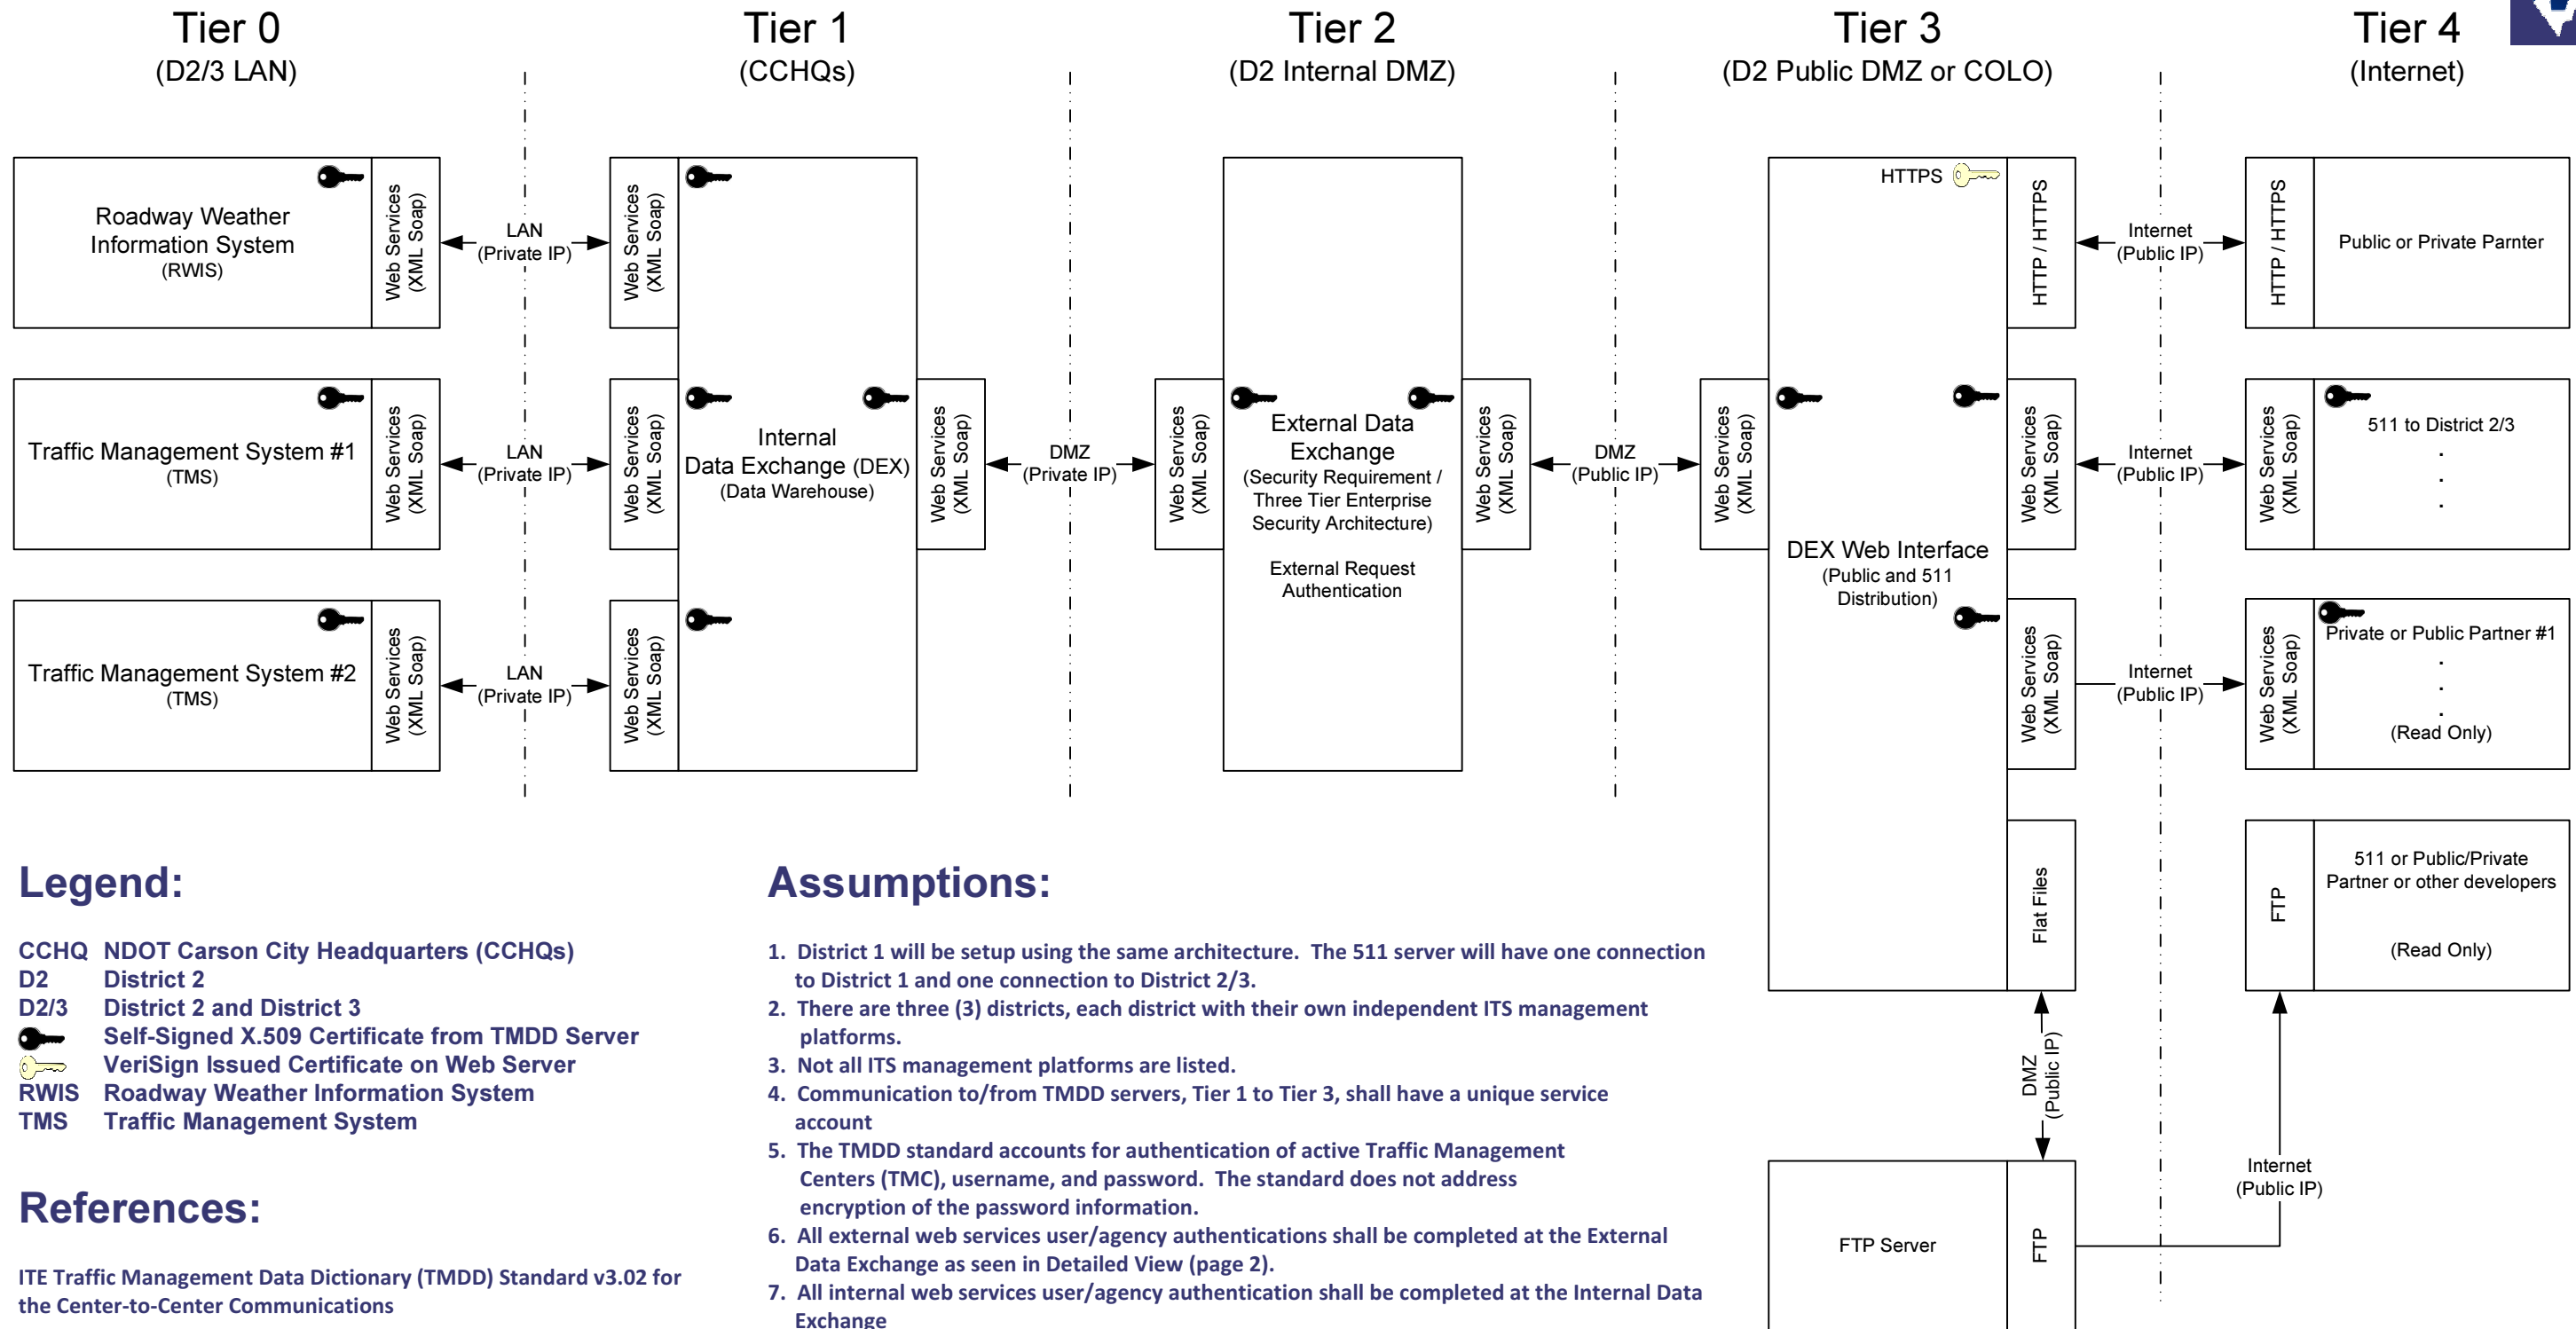 Tier 0
(D2/3 LAN)
Tier 1
(CCHQs)
Tier 2
(D2 Internal DMZ)
Tier 3
(D2 Public DMZ or COLO)
Tier 4
(Internet)
Roadway Weather
Information System
(RWIS)
Web Services
(XML Soap)
LAN
(Private IP)
Web Services
(XML Soap)
Traffic Management System #1
(TMS)
Web Services
(XML Soap)
LAN
(Private IP)
Web Services
(XML Soap)
Traffic Management System #2
(TMS)
Web Services
(XML Soap)
LAN
(Private IP)
Web Services
(XML Soap)
Internal
Data Exchange (DEX)
(Data Warehouse)
Web Services
(XML Soap)
DMZ
(Private IP)
Web Services
(XML Soap)
External Data
Exchange
(Security Requirement /
Three Tier Enterprise
Security Architecture)
External Request
Authentication
Web Services
(XML Soap)
DMZ
(Public IP)
Web Services
(XML Soap)
HTTPS
DEX Web Interface
(Public and 511
Distribution)
HTTP / HTTPS
Internet
(Public IP)
HTTP / HTTPS
Public or Private Parnter
Web Services
(XML Soap)
Internet
(Public IP)
Web Services
(XML Soap)
511 to District 2/3
.
.
.
Web Services
(XML Soap)
Internet
(Public IP)
Web Services
(XML Soap)
Private or Public Partner #1
.
.
.
(Read Only)
Flat Files
FTP
511 or Public/Private
Partner or other developers
(Read Only)
DMZ
(Public IP)
FTP Server
FTP
Internet
(Public IP)
Legend:
CCHQ NDOT Carson City Headquarters (CCHQs)
D2 District 2
D2/3 District 2 and District 3
Self-Signed X.509 Certificate from TMDD Server
VeriSign Issued Certificate on Web Server
RWIS Roadway Weather Information System
TMS Traffic Management System
References:
ITE Traffic Management Data Dictionary (TMDD) Standard v3.02 for
the Center-to-Center Communications
Assumptions:
1. District 1 will be setup using the same architecture. The 511 server will have one connection
to District 1 and one connection to District 2/3.
2. There are three (3) districts, each district with their own independent ITS management
platforms.
3. Not all ITS management platforms are listed.
4. Communication to/from TMDD servers, Tier 1 to Tier 3, shall have a unique service
account
5. The TMDD standard accounts for authentication of active Traffic Management
Centers (TMC), username, and password. The standard does not address
encryption of the password information.
6. All external web services user/agency authentications shall be completed at the External
Data Exchange as seen in Detailed View (page 2).
7. All internal web services user/agency authentication shall be completed at the Internal Data
Exchange